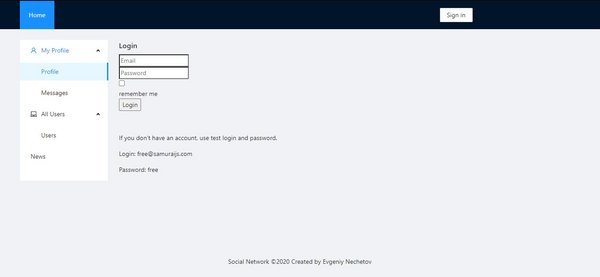 Home
Sign in
My Profile
Profile
Messages
All Users
Users
News
Login
Email
Password
remember me
Login
If you don't have an account, use test login and password.
Login: free@samuraijs.com
Password: free
Social Network ©2020 Created by Evgeniy Nechetov